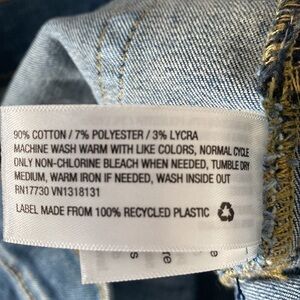 90% COTTON / 7% POLYESTER / 3% LYCRA
MACHINE WASH WARM WITH LIKE COLORS, NORMAL CYCLE
ONLY NON-CHLORINE BLEACH WHEN NEEDED, TUMBLE DRY
MEDIUM, WARM IRON IF NEEDED, WASH INSIDE OUT
RN17730 VN1318131
LABEL MADE FROM 100% RECYCLED PLASTIC